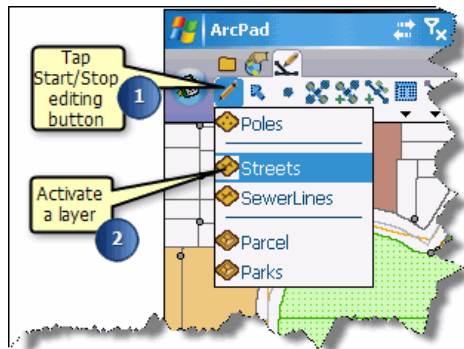 ArcPad
Tap
Start/Stop
editing
button
1
Poles
Streets
SewerLines
Activate
a layer
2
Parcel
Parks